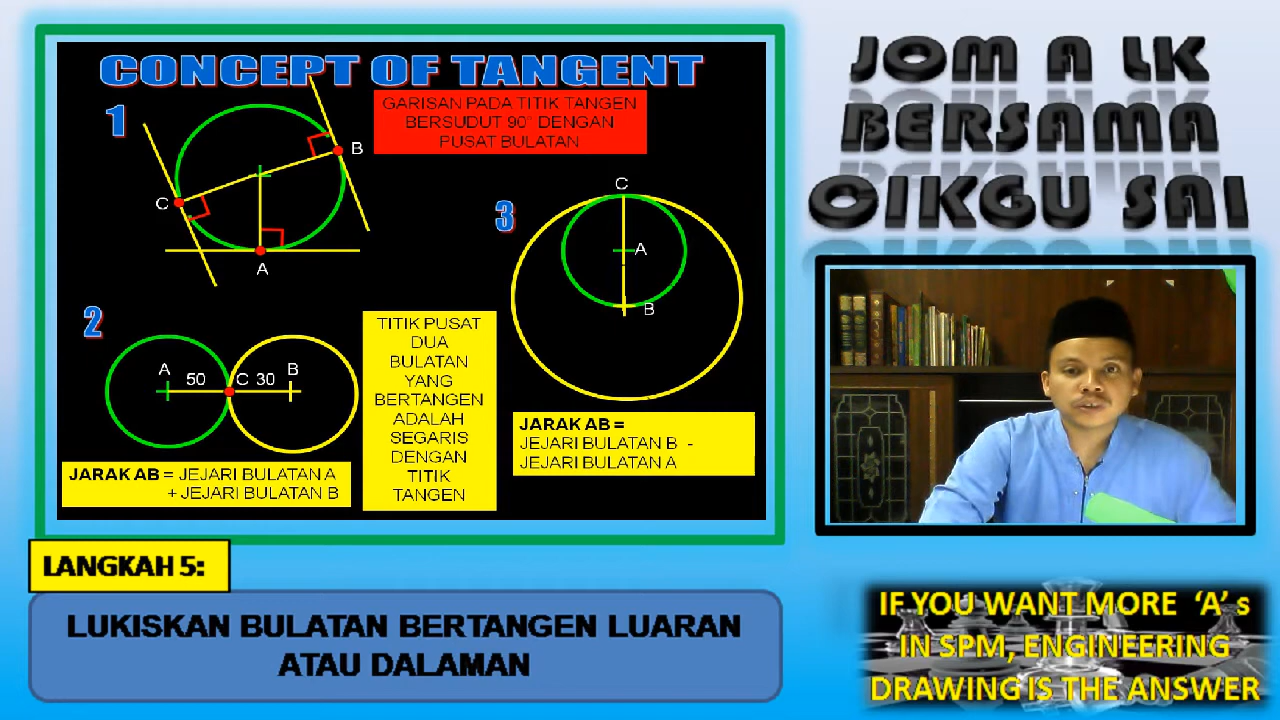 CONCEPT OF TANGENT
1
GARISAN PADA TITIK TANGEN
BERSUDUT 90° DENGAN
PUSAT BULATAN
B
C
A
3
C
A
B
JARAK AB =
JEJARI BULATAN B -
JEJARI BULATAN A
2
A
50
C
30
B
JARAK AB = JEJARI BULATAN A
+ JEJARI BULATAN B
TITIK PUSAT
DUA
BULATAN
YANG
BERTANGEN
ADALAH
SEGARIS
DENGAN
TITIK
TANGEN
LANGKAH 5:
LUKISKAN BULATAN BERTANGEN LUARAN
ATAU DALAMAN
JOM A LK
BERSAMA
CIKGU SAI
IF YOU WANT MORE ‘A’ s
IN SPM, ENGINEERING
DRAWING IS THE ANSWER